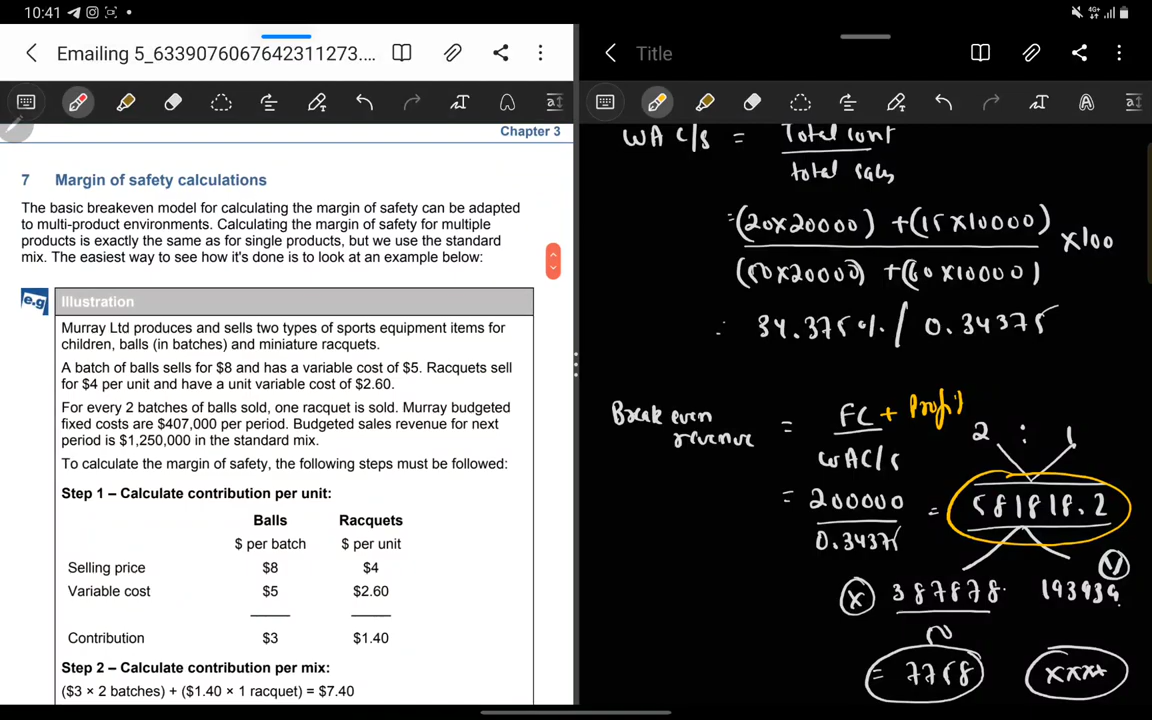 10:41
4G+
Emailing 5_6339076067642311273....
Title
Chapter 3
7 Margin of safety calculations
The basic breakeven model for calculating the margin of safety can be adapted
to multi-product environments. Calculating the margin of safety for multiple
products is exactly the same as for single products, but we use the standard
mix. The easiest way to see how it's done is to look at an example below:
e.g Illustration
Murray Ltd produces and sells two types of sports equipment items for
children, balls (in batches) and miniature racquets.
A batch of balls sells for $8 and has a variable cost of $5. Racquets sell
for $4 per unit and have a unit variable cost of $2.60.
For every 2 batches of balls sold, one racquet is sold. Murray budgeted
fixed costs are $407,000 per period. Budgeted sales revenue for next
period is $1,250,000 in the standard mix.
To calculate the margin of safety, the following steps must be followed:
Step 1 – Calculate contribution per unit:
Balls Racquets
$ per batch $ per unit
Selling price $8 $4
Variable cost $5 $2.60
Contribution $3 $1.40
Step 2 – Calculate contribution per mix:
($3 × 2 batches) + ($1.40 × 1 racquet) = $7.40
WA C/S = Total cont
total sales
= (20x20000) + (15x10000) x100
(50x20000) + (60x10000)
34.375% / 0.34375
Break even = FC + Profit
revenue WAC/S
2 : 1
= 200000 = 581818.2
0.34375
X 387878 193939 Y
50
= 7758 xxxx